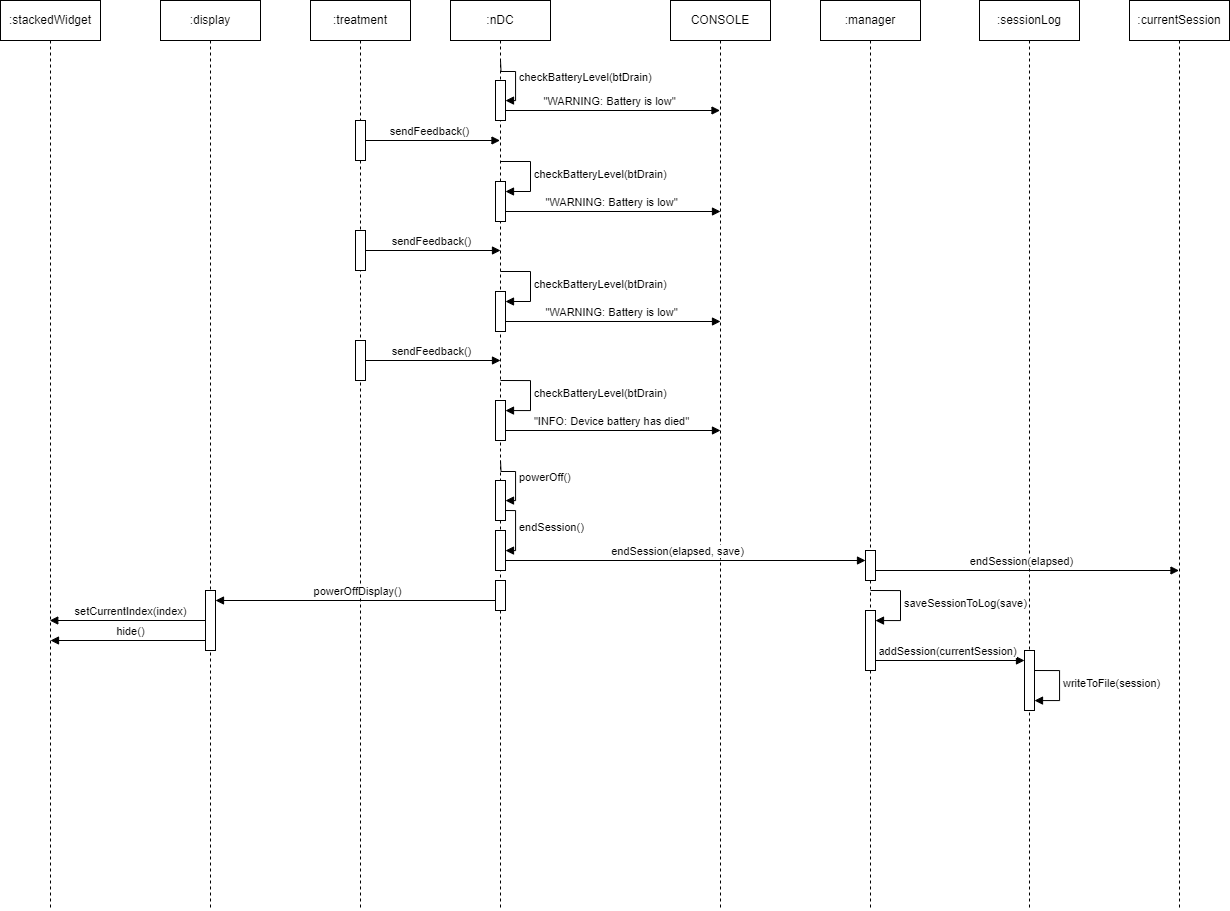 :stackedWidget
:display
:treatment
:nDC
CONSOLE
:manager
:sessionLog
:currentSession
checkBatteryLevel(btDrain)
"WARNING: Battery is low"
sendFeedback()
checkBatteryLevel(btDrain)
"WARNING: Battery is low"
sendFeedback()
checkBatteryLevel(btDrain)
"WARNING: Battery is low"
sendFeedback()
checkBatteryLevel(btDrain)
"INFO: Device battery has died"
powerOff()
endSession()
endSession(elapsed, save)
endSession(elapsed)
powerOffDisplay()
saveSessionToLog(save)
setCurrentIndex(index)
hide()
addSession(currentSession)
writeToFile(session)